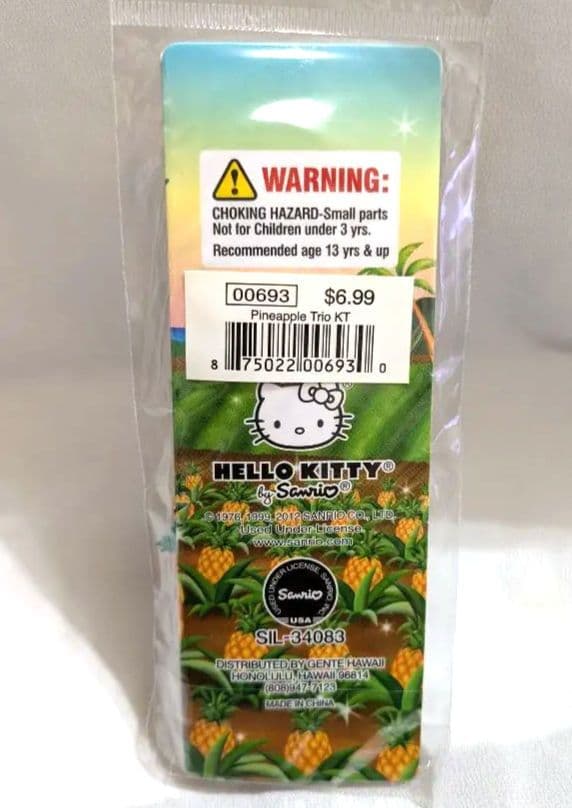 WARNING:
CHOKING HAZARD-Small parts
Not for Children under 3 yrs.
Recommended age 13 yrs & up
00693 $6.99
Pineapple Trio KT
8 75022 00693 0
HELLO KITTY®
by Sanrio®
© 1976, 1999, 2012 SANRIO CO., LTD.
Used Under License.
www.sanrio.com
USED UNDER LICENSE, SANRIO INC.
Sanrio
USA
SIL-34083
DISTRIBUTED BY GENTE HAWAII
HONOLULU, HAWAII 96814
(808)947-7123
MADE IN CHINA